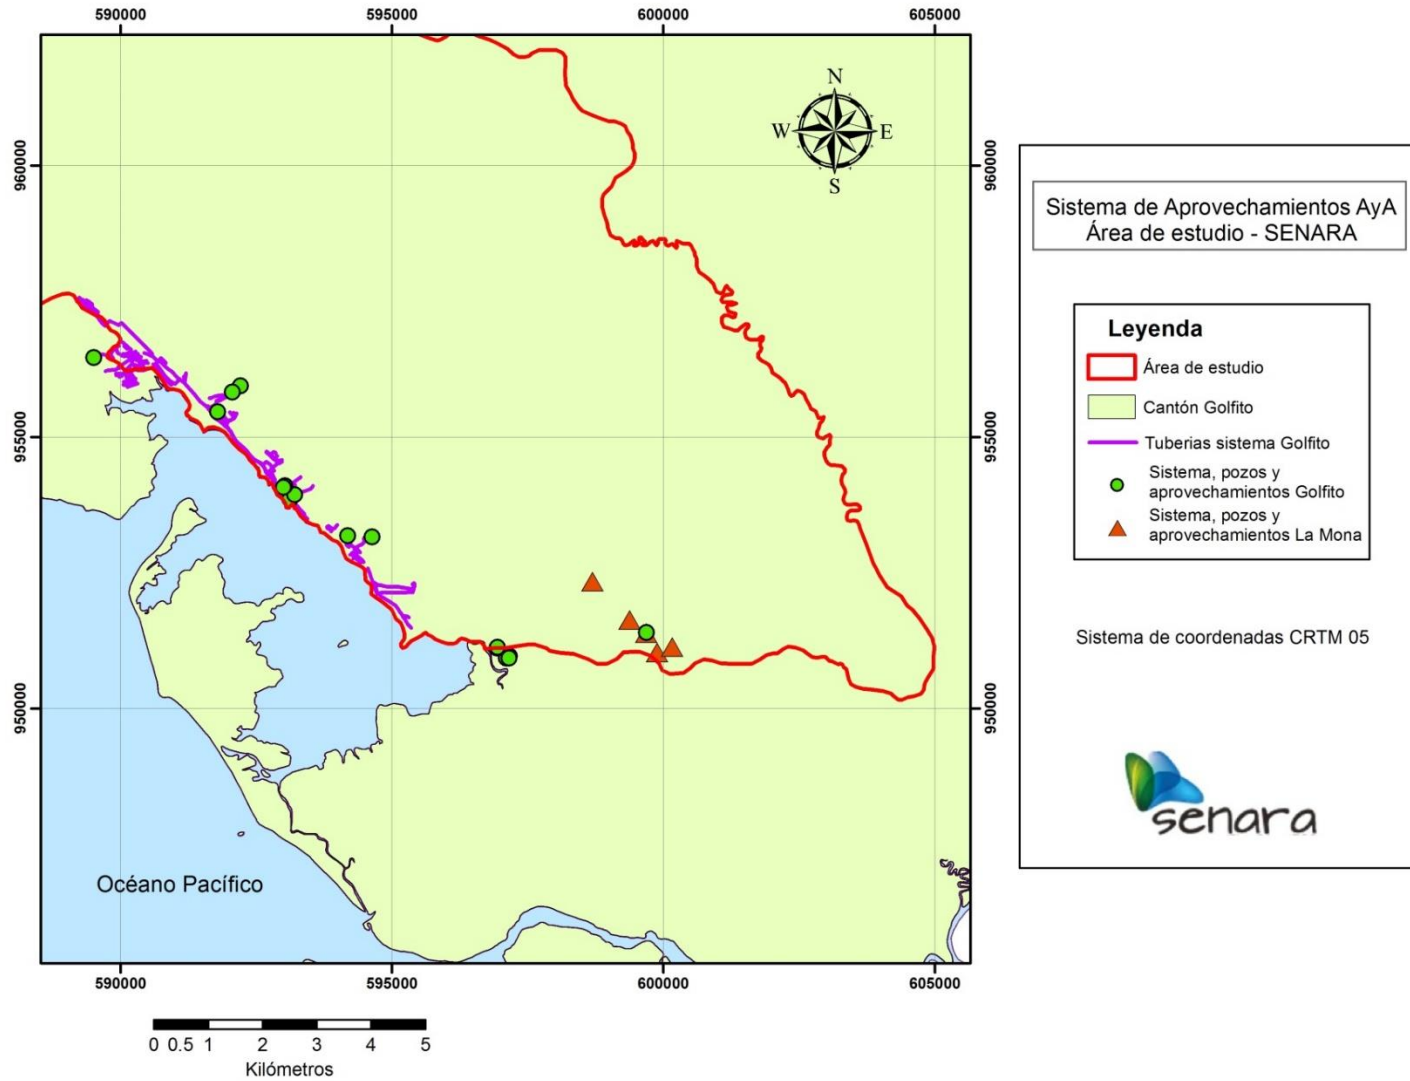 590000
595000
600000
605000
N
W
E
S
960000
960000
955000
955000
950000
950000
Océano Pacífico
590000
595000
600000
605000
0 0.5 1 2 3 4 5
Kilómetros
Sistema de Aprovechamientos AyA
Área de estudio - SENARA
Leyenda
Área de estudio
Cantón Golfito
Tuberias sistema Golfito
Sistema, pozos y
aprovechamientos Golfito
Sistema, pozos y
aprovechamientos La Mona
Sistema de coordenadas CRTM 05
senara